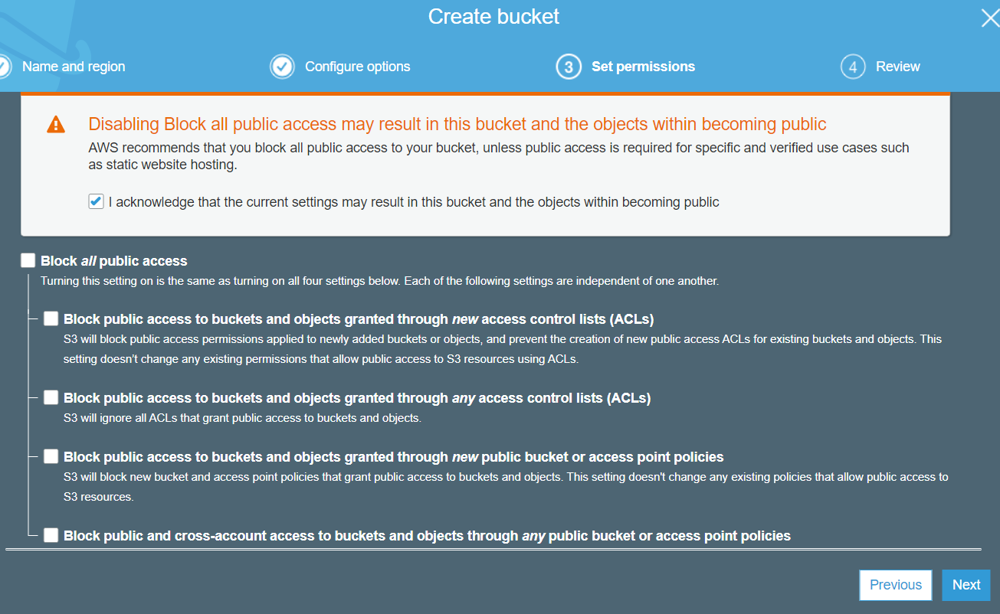 Create bucket
Name and region
Configure options
3 Set permissions
4 Review
Disabling Block all public access may result in this bucket and the objects within becoming public
AWS recommends that you block all public access to your bucket, unless public access is required for specific and verified use cases such
as static website hosting.
I acknowledge that the current settings may result in this bucket and the objects within becoming public
Block all public access
Turning this setting on is the same as turning on all four settings below. Each of the following settings are independent of one another.
Block public access to buckets and objects granted through new access control lists (ACLs)
S3 will block public access permissions applied to newly added buckets or objects, and prevent the creation of new public access ACLs for existing buckets and objects. This
setting doesn't change any existing permissions that allow public access to S3 resources using ACLs.
Block public access to buckets and objects granted through any access control lists (ACLs)
S3 will ignore all ACLs that grant public access to buckets and objects.
Block public access to buckets and objects granted through new public bucket or access point policies
S3 will block new bucket and access point policies that grant public access to buckets and objects. This setting doesn't change any existing policies that allow public access to
S3 resources.
Block public and cross-account access to buckets and objects through any public bucket or access point policies
Previous
Next